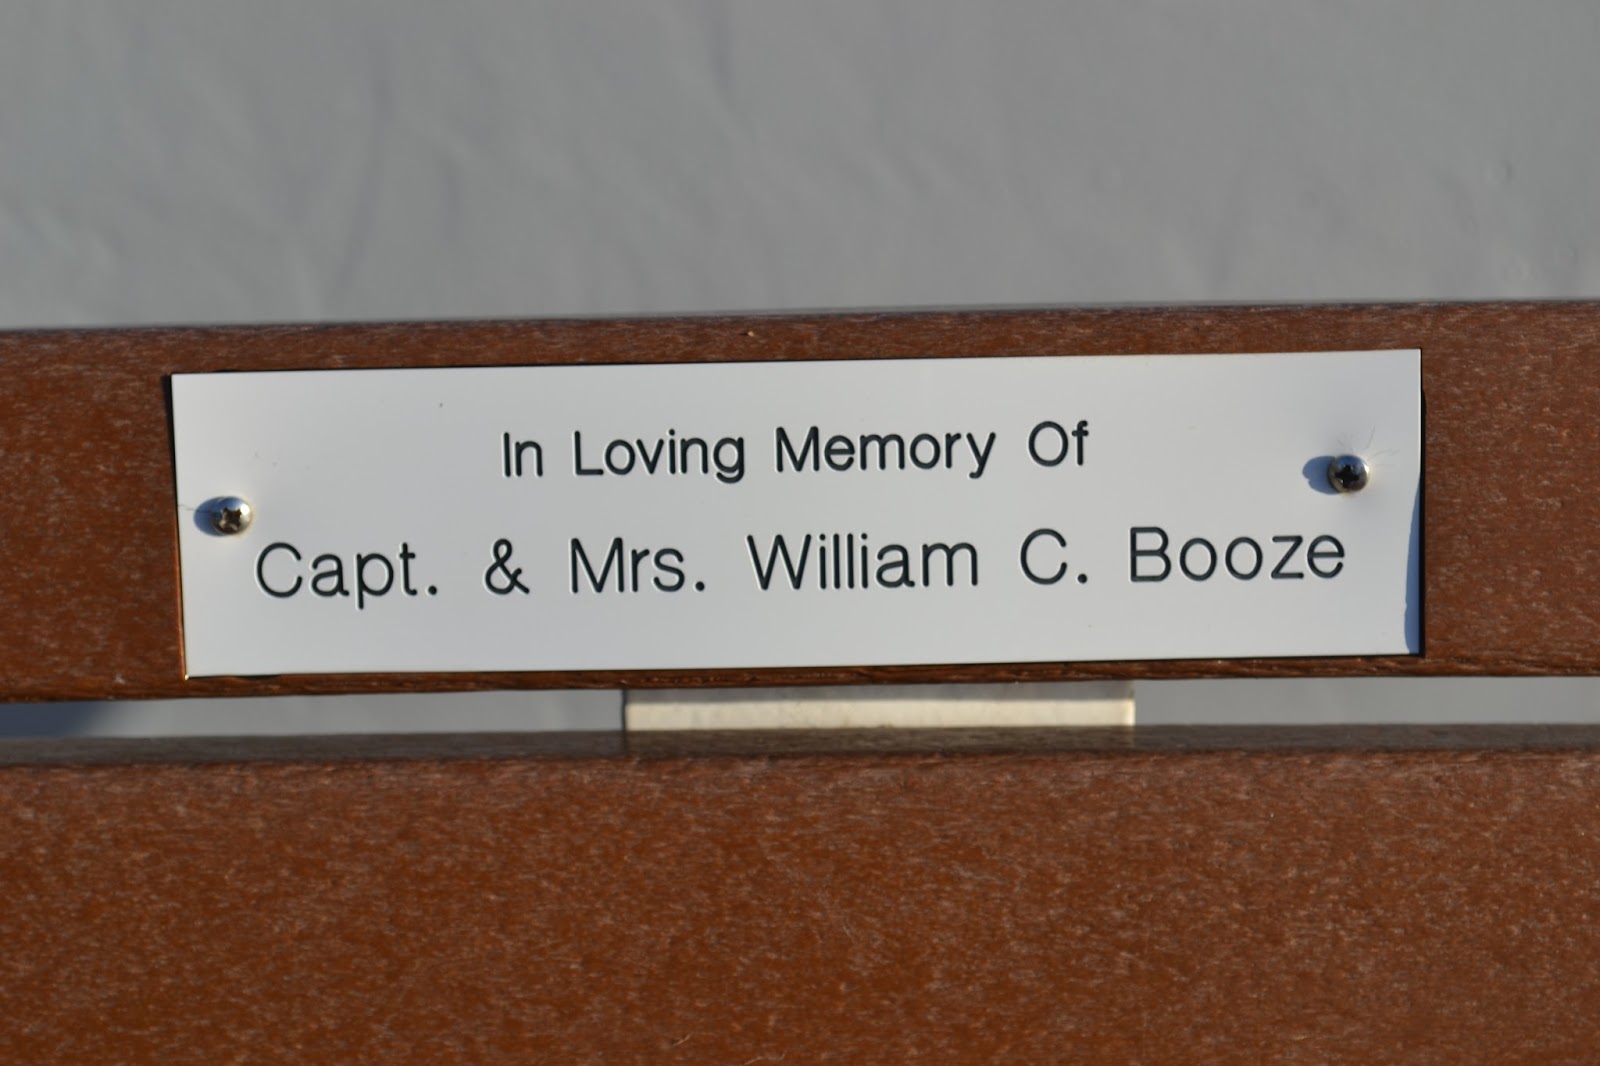 In Loving Memory Of
Capt. & Mrs. William C. Booze